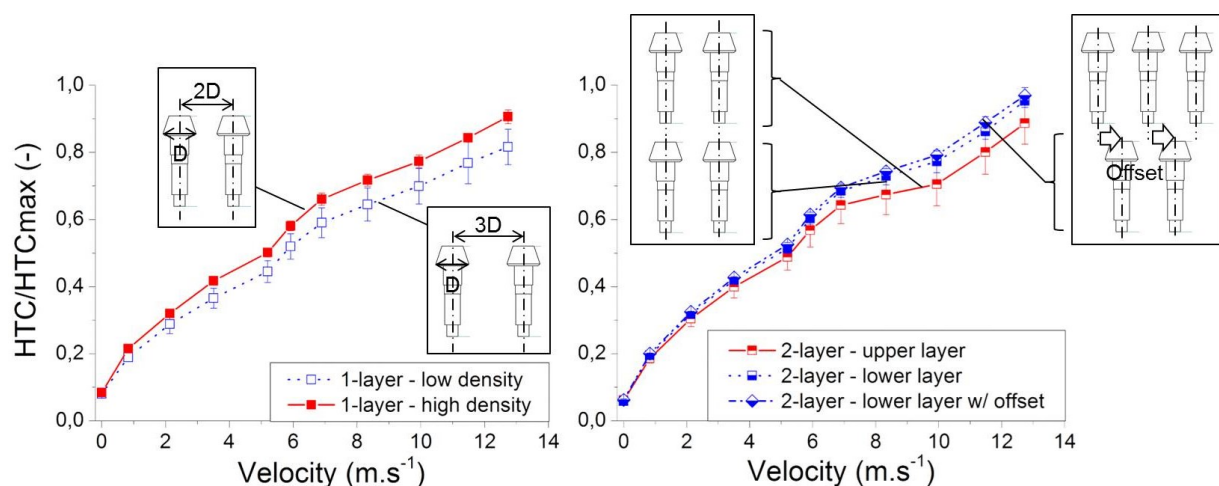 HTC/HTCmax (-)
1,0
0,8
0,6
0,4
0,2
0,0
2D
D
3D
D
1-layer - low density
1-layer - high density
0 2 4 6 8 10 12 14
Velocity (m.s⁻¹)
1,0
0,8
0,6
0,4
0,2
0,0
Offset
2-layer - upper layer
2-layer - lower layer
2-layer - lower layer w/ offset
0 2 4 6 8 10 12 14
Velocity (m.s⁻¹)